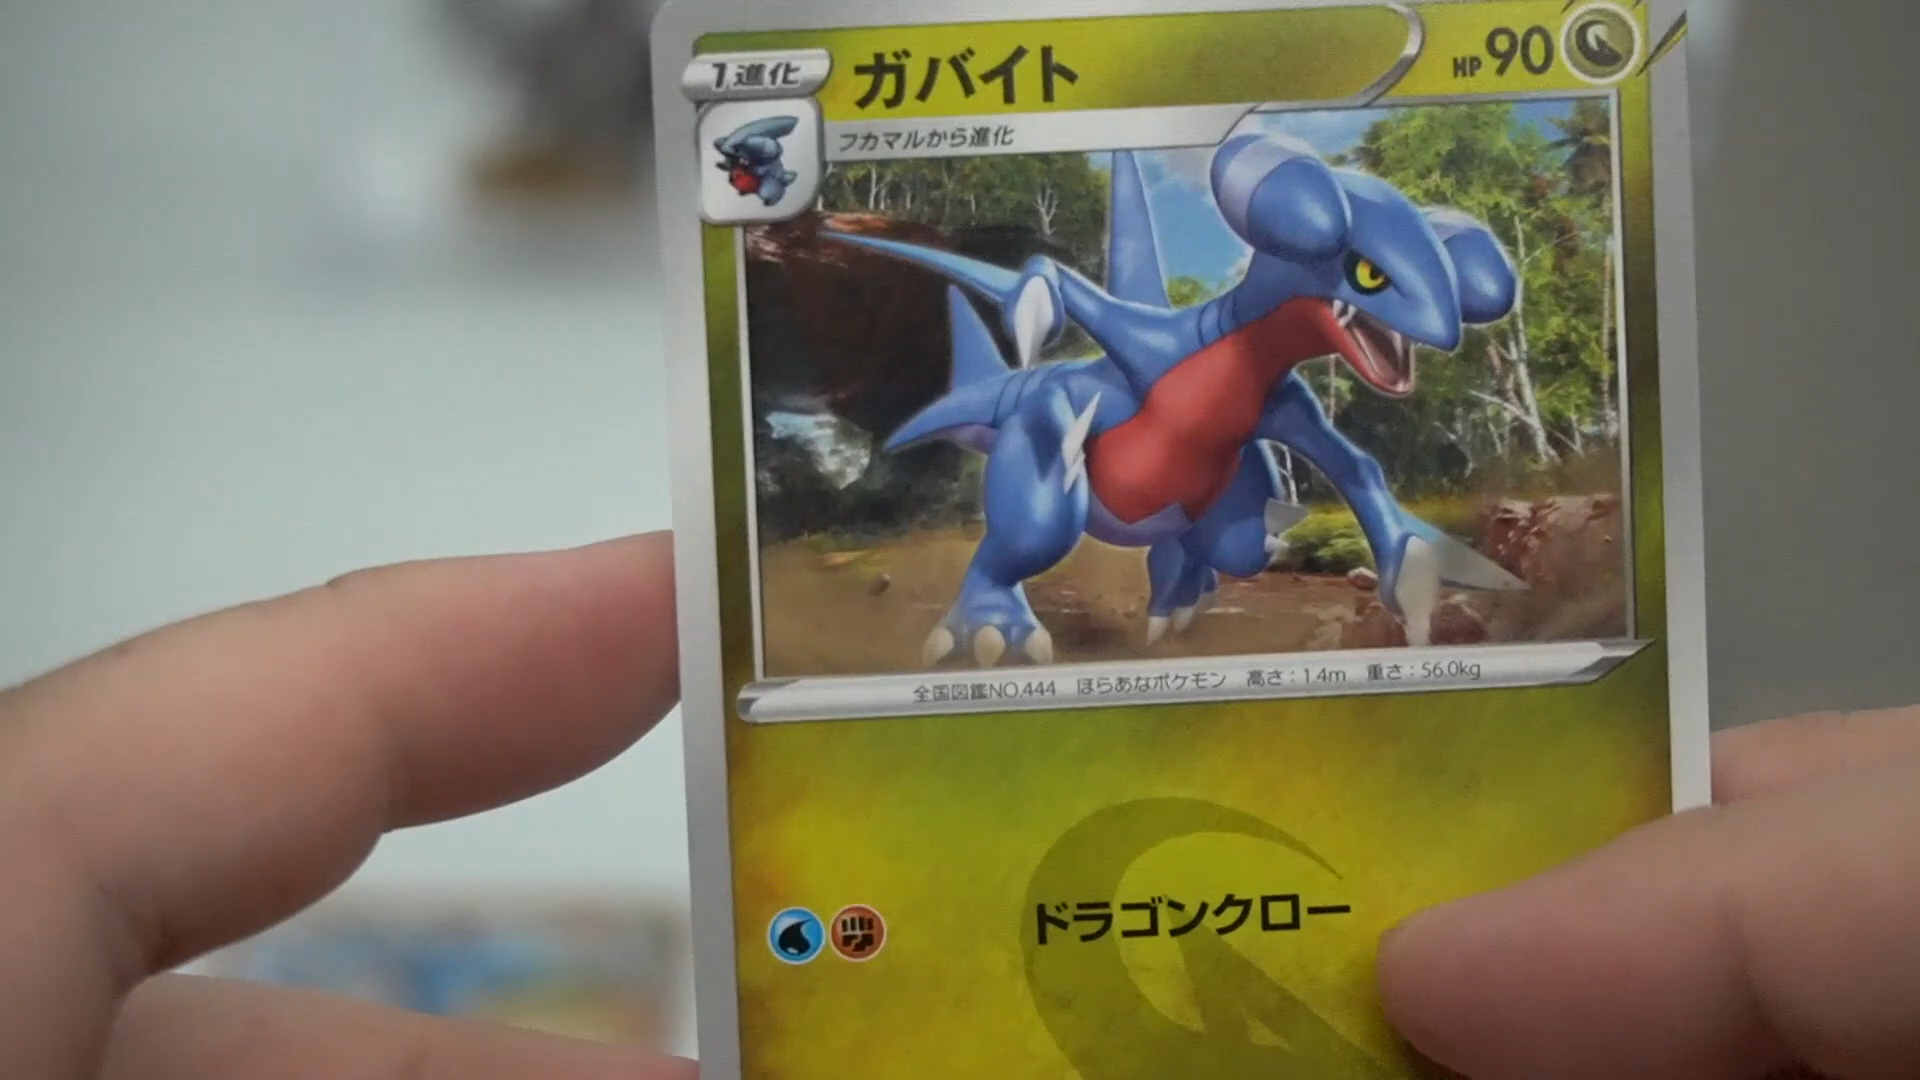 1進化
ガバイト
HP90
フカマルから進化
全国図鑑NO.444 ほらあなポケモン 高さ:1.4m 重さ:56.0kg
ドラゴンクロー